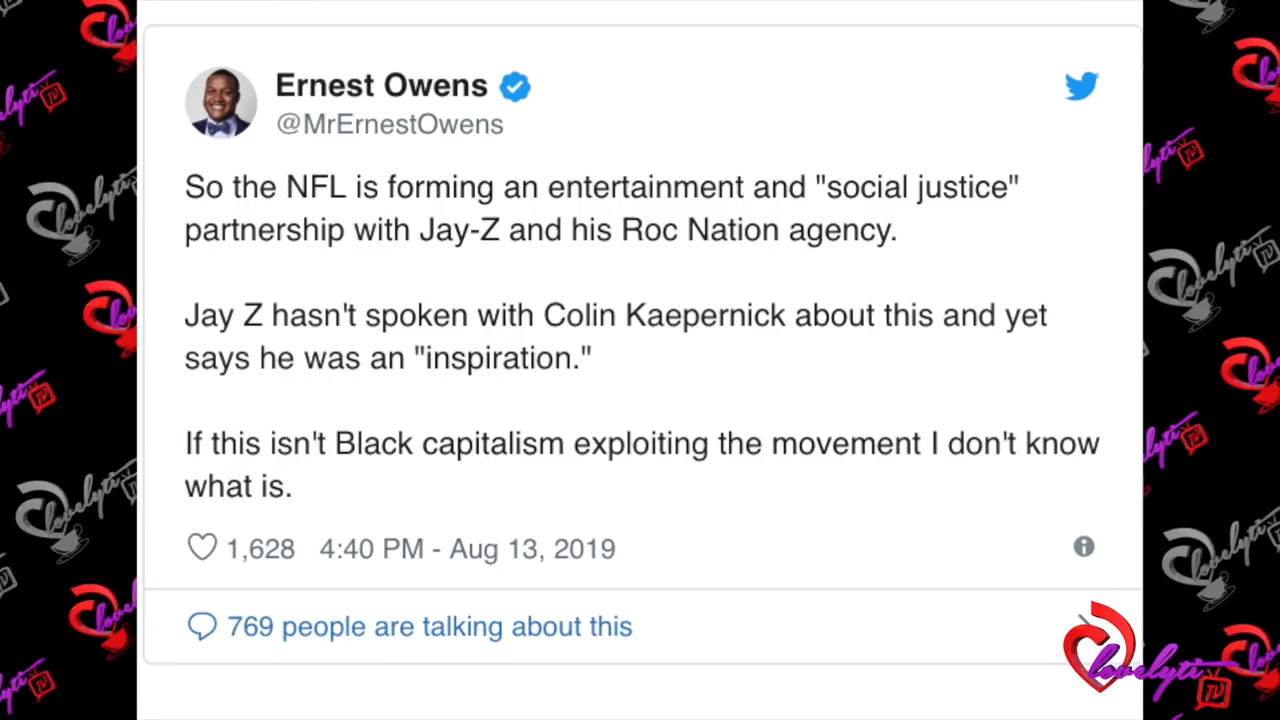 Ernest Owens
@MrErnestOwens
So the NFL is forming an entertainment and "social justice"
partnership with Jay-Z and his Roc Nation agency.
Jay Z hasn't spoken with Colin Kaepernick about this and yet
says he was an "inspiration."
If this isn't Black capitalism exploiting the movement I don't know
what is.
1,628 4:40 PM - Aug 13, 2019
769 people are talking about this
lovelyti TV